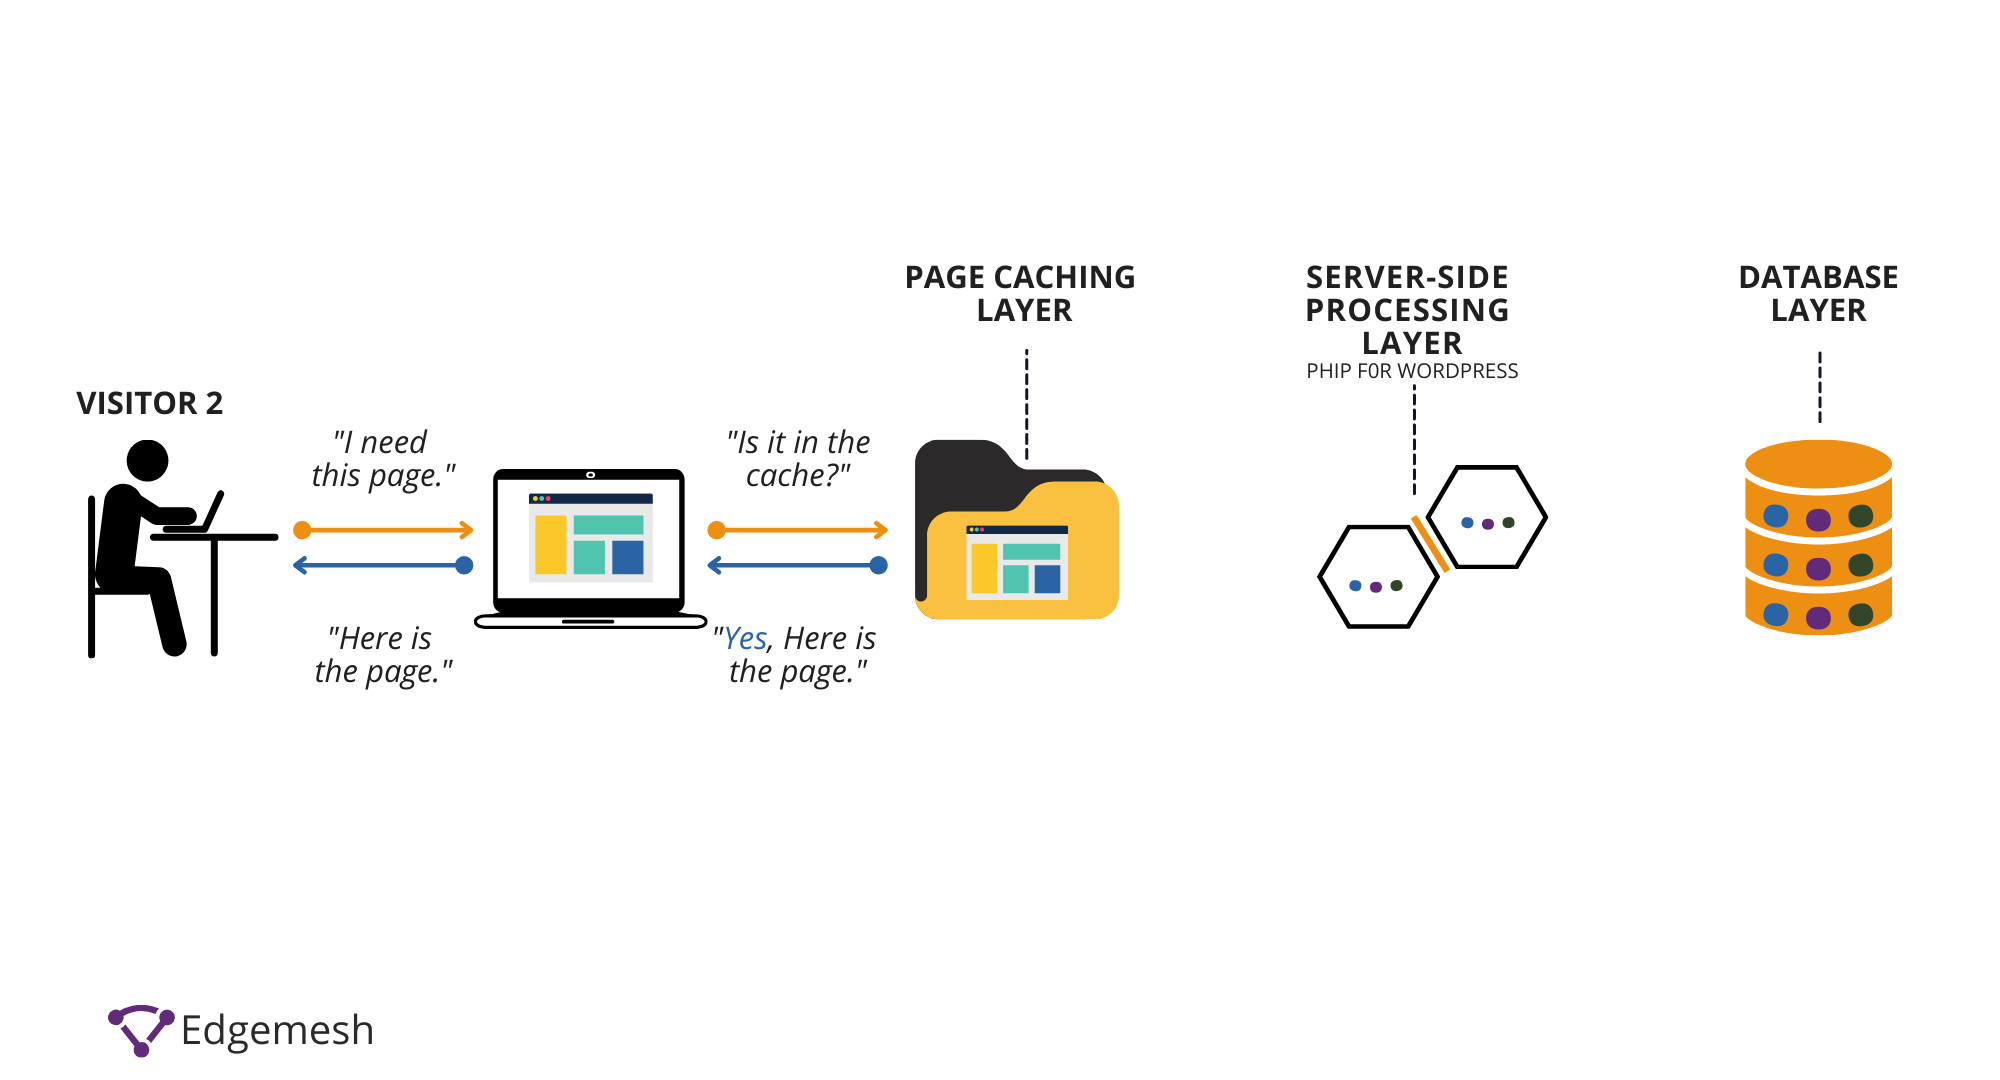 PAGE CACHING
LAYER
SERVER-SIDE
PROCESSING
LAYER
PHIP F0R WORDPRESS
DATABASE
LAYER
VISITOR 2
"I need
this page."
"Is it in the
cache?"
"Here is
the page."
"Yes, Here is
the page."
Edgemesh